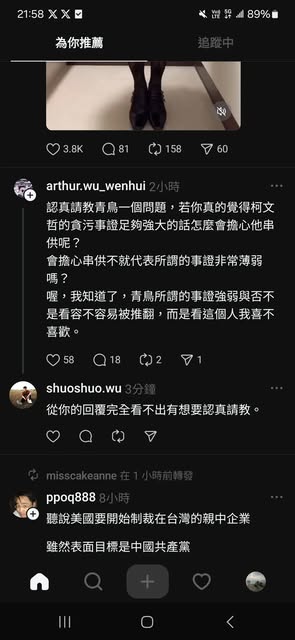 21:58
89%
為你推薦
追蹤中
3.8K
81
158
60
arthur.wu_wenhui 2小時
認真請教青鳥一個問題，若你真的覺得柯文
哲的貪污事證足夠強大的話怎麼會擔心他串
供呢？
會擔心串供不就代表所謂的事證非常薄弱
嗎？
喔，我知道了，青鳥所謂的事證強弱與否不
是看容不容易被推翻，而是看這個人我喜不
喜歡。
58
18
2
1
shuoshuo.wu 3分鐘
從你的回覆完全看不出有想要認真請教。
misscakeanne 在 1 小時前轉發
ppoq888 8小時
聽說美國要開始制裁在台灣的親中企業
雖然表面目標是中國共產黨